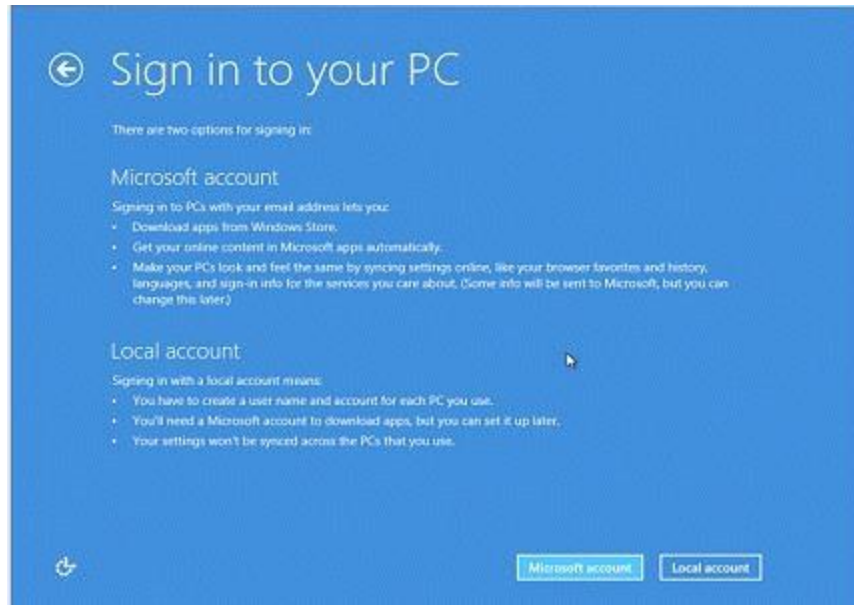 Sign in to your PC
There are two options for signing in:
Microsoft account
Signing in to PCs with your email address lets you:
• Download apps from Windows Store.
• Get your online content in Microsoft apps automatically.
• Make your PCs look and feel the same by syncing settings online, like your browser favorites and history,
languages, and sign-in info for the services you care about. (Some info will be sent to Microsoft, but you can
change this later.)
Local account
Signing in with a local account means:
• You have to create a user name and account for each PC you use.
• You'll need a Microsoft account to download apps, but you can set it up later.
• Your settings won't be synced across the PCs that you use.
Microsoft account Local account